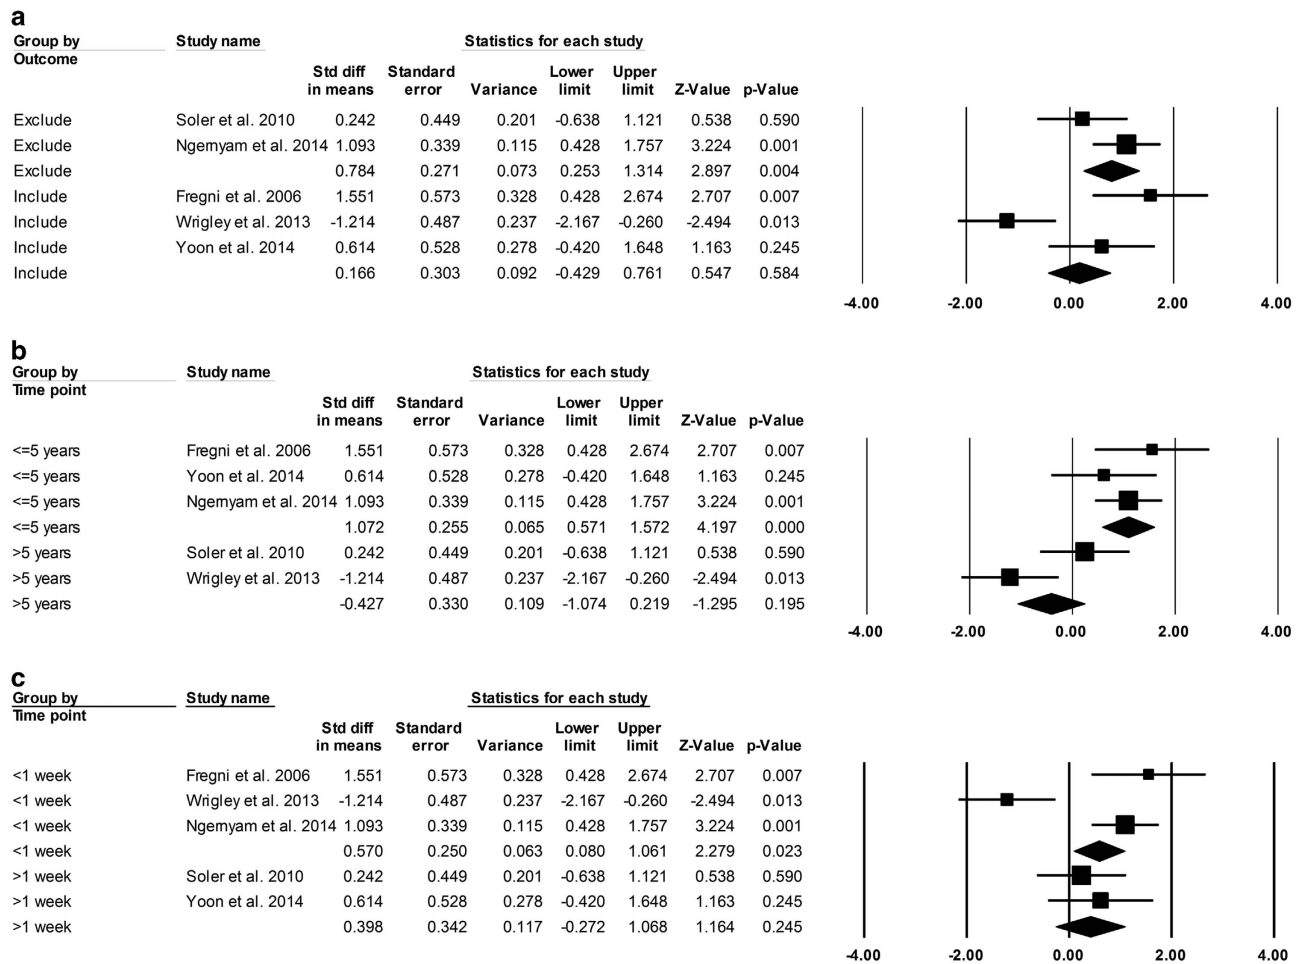 a
Group by Study name Statistics for each study
Outcome
Std diff Standard Lower Upper
in means error Variance limit limit Z-Value p-Value
Exclude Soler et al. 2010 0.242 0.449 0.201 -0.638 1.121 0.538 0.590
Exclude Ngernyam et al. 2014 1.093 0.339 0.115 0.428 1.757 3.224 0.001
Exclude 0.784 0.271 0.073 0.253 1.314 2.897 0.004
Include Fregni et al. 2006 1.551 0.573 0.328 0.428 2.674 2.707 0.007
Include Wrigley et al. 2013 -1.214 0.487 0.237 -2.167 -0.260 -2.494 0.013
Include Yoon et al. 2014 0.614 0.528 0.278 -0.420 1.648 1.163 0.245
Include 0.166 0.303 0.092 -0.429 0.761 0.547 0.584
-4.00 -2.00 0.00 2.00 4.00
b
Group by Study name Statistics for each study
Time point
Std diff Standard Lower Upper
in means error Variance limit limit Z-Value p-Value
<=5 years Fregni et al. 2006 1.551 0.573 0.328 0.428 2.674 2.707 0.007
<=5 years Yoon et al. 2014 0.614 0.528 0.278 -0.420 1.648 1.163 0.245
<=5 years Ngernyam et al. 2014 1.093 0.339 0.115 0.428 1.757 3.224 0.001
<=5 years 1.072 0.255 0.065 0.571 1.572 4.197 0.000
>5 years Soler et al. 2010 0.242 0.449 0.201 -0.638 1.121 0.538 0.590
>5 years Wrigley et al. 2013 -1.214 0.487 0.237 -2.167 -0.260 -2.494 0.013
>5 years -0.427 0.330 0.109 -1.074 0.219 -1.295 0.195
-4.00 -2.00 0.00 2.00 4.00
c
Group by Study name Statistics for each study
Time point
Std diff Standard Lower Upper
in means error Variance limit limit Z-Value p-Value
<1 week Fregni et al. 2006 1.551 0.573 0.328 0.428 2.674 2.707 0.007
<1 week Wrigley et al. 2013 -1.214 0.487 0.237 -2.167 -0.260 -2.494 0.013
<1 week Ngernyam et al. 2014 1.093 0.339 0.115 0.428 1.757 3.224 0.001
<1 week 0.570 0.250 0.063 0.080 1.061 2.279 0.023
>1 week Soler et al. 2010 0.242 0.449 0.201 -0.638 1.121 0.538 0.590
>1 week Yoon et al. 2014 0.614 0.528 0.278 -0.420 1.648 1.163 0.245
>1 week 0.398 0.342 0.117 -0.272 1.068 1.164 0.245
-4.00 -2.00 0.00 2.00 4.00